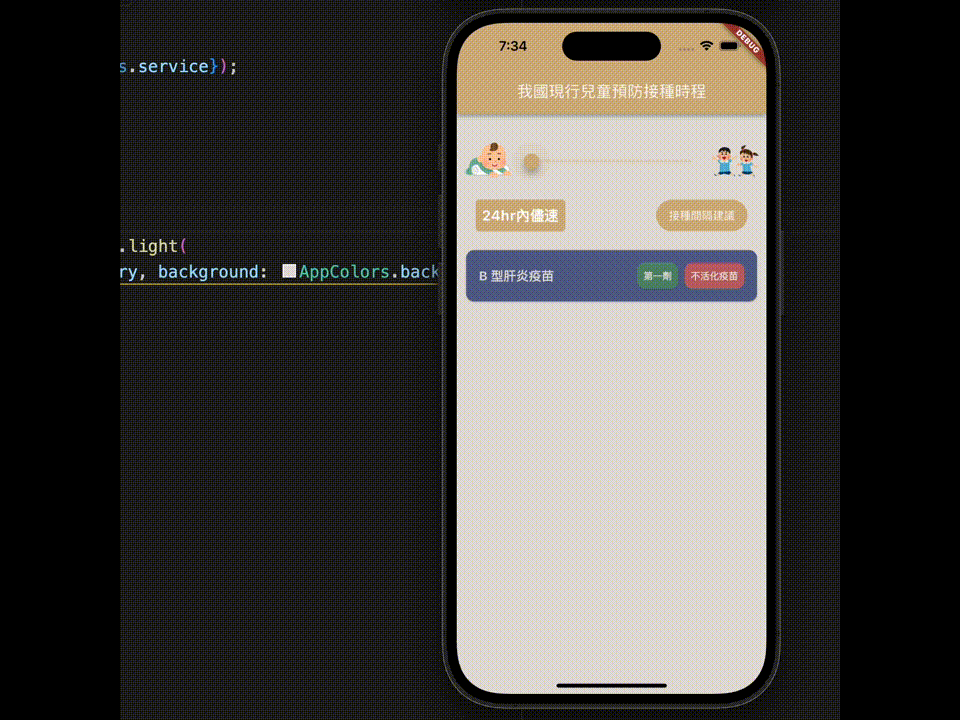 s.service});
.light(
ry, background: AppColors.back
7:34
DEBUG
我國現行兒童預防接種時程
24hr內儘速
接種間隔建議
B 型肝炎疫苗
第一劑
不活化疫苗